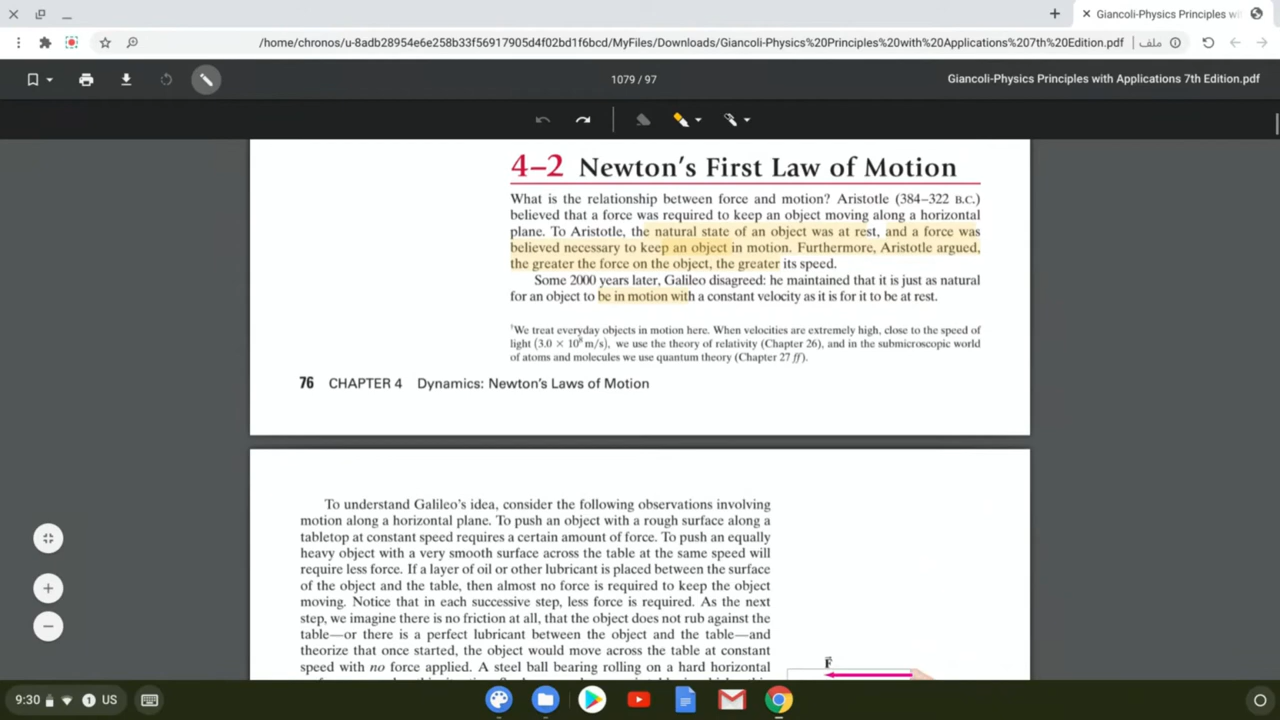 Giancoli-Physics Principles wi
/home/chronos/u-8adb28954e6e258b33f56917905d4f02bd1f6bcd/MyFiles/Downloads/Giancoli-Physics%20Principles%20with%20Applications%207th%20Edition.pdf
ملف
1079 / 97
Giancoli-Physics Principles with Applications 7th Edition.pdf
4–2 Newton's First Law of Motion
What is the relationship between force and motion? Aristotle (384–322 B.C.)
believed that a force was required to keep an object moving along a horizontal
plane. To Aristotle, the natural state of an object was at rest, and a force was
believed necessary to keep an object in motion. Furthermore, Aristotle argued,
the greater the force on the object, the greater its speed.
Some 2000 years later, Galileo disagreed: he maintained that it is just as natural
for an object to be in motion with a constant velocity as it is for it to be at rest.
†We treat everyday objects in motion here. When velocities are extremely high, close to the speed of
light (3.0 × 10⁸ m/s), we use the theory of relativity (Chapter 26), and in the submicroscopic world
of atoms and molecules we use quantum theory (Chapter 27 ff).
76 CHAPTER 4 Dynamics: Newton's Laws of Motion
To understand Galileo's idea, consider the following observations involving
motion along a horizontal plane. To push an object with a rough surface along a
tabletop at constant speed requires a certain amount of force. To push an equally
heavy object with a very smooth surface across the table at the same speed will
require less force. If a layer of oil or other lubricant is placed between the surface
of the object and the table, then almost no force is required to keep the object
moving. Notice that in each successive step, less force is required. As the next
step, we imagine there is no friction at all, that the object does not rub against the
table—or there is a perfect lubricant between the object and the table—and
theorize that once started, the object would move across the table at constant
speed with no force applied. A steel ball bearing rolling on a hard horizontal
F
9:30
1
US